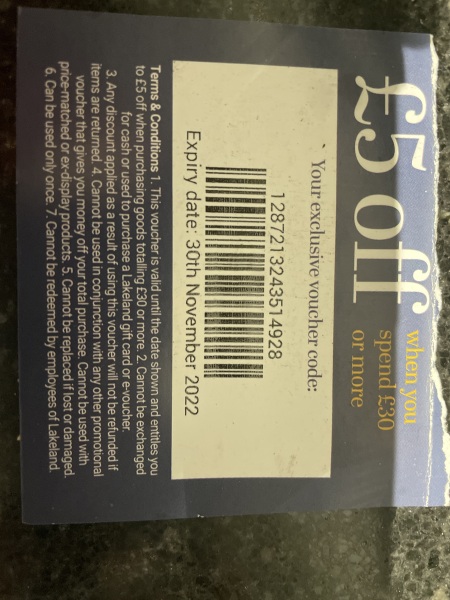 £5 off
when you
spend £30
or more
Your exclusive voucher code:
1287213243514928
Expiry date: 30th November 2022
Terms & Conditions 1. This voucher is valid until the date shown and entitles you
to £5 off when purchasing goods totalling £30 or more. 2. Cannot be exchanged
for cash or used to purchase a Lakeland gift card or e-voucher.
3. Any discount applied as a result of using this voucher will not be refunded if
items are returned. 4. Cannot be used in conjunction with any other promotional
voucher that gives you money off your total purchase. Cannot be used with
price-matched or ex-display products. 5. Cannot be replaced if lost or damaged.
6. Can be used only once. 7. Cannot be redeemed by employees of Lakeland.